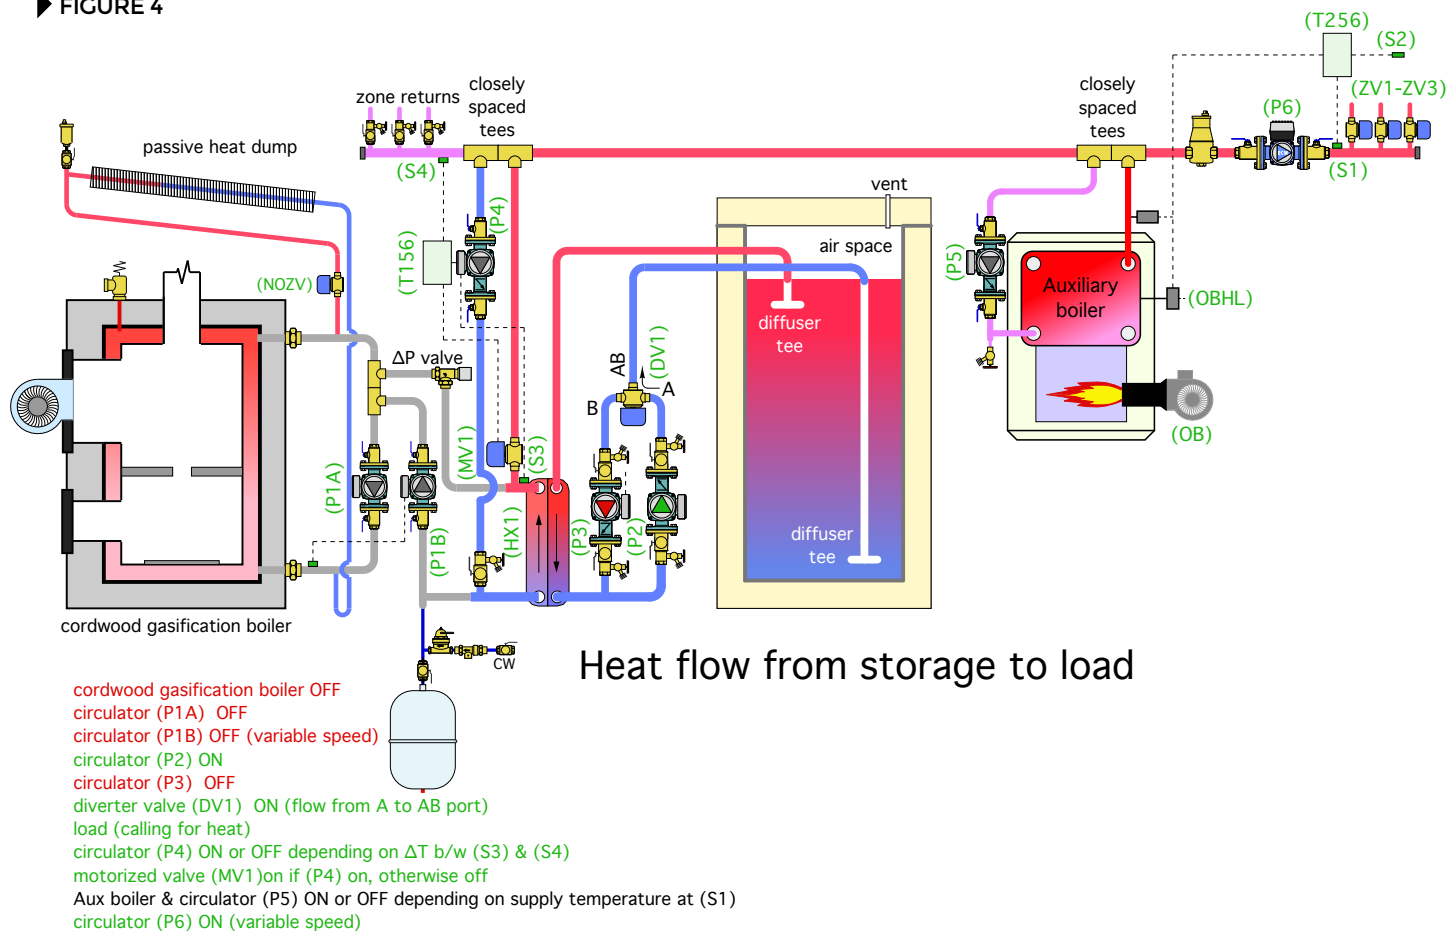 FIGURE 4
(T256)
(S2)
closely
spaced
tees
zone returns
closely
spaced
tees
(ZV1-ZV3)
(P6)
passive heat dump
(S4)
(S1)
vent
(P4)
air space
(T156)
(P5)
(NOZV)
Auxiliary
boiler
(OBHL)
diffuser
tee
ΔP valve
AB
(DV1)
A
B
(OB)
(MV1)
(S3)
(P1A)
(P1B)
(HX1)
(P3)
(P2)
diffuser
tee
cordwood gasification boiler
CW
Heat flow from storage to load
cordwood gasification boiler OFF
circulator (P1A) OFF
circulator (P1B) OFF (variable speed)
circulator (P2) ON
circulator (P3) OFF
diverter valve (DV1) ON (flow from A to AB port)
load (calling for heat)
circulator (P4) ON or OFF depending on ΔT b/w (S3) & (S4)
motorized valve (MV1)on if (P4) on, otherwise off
Aux boiler & circulator (P5) ON or OFF depending on supply temperature at (S1)
circulator (P6) ON (variable speed)